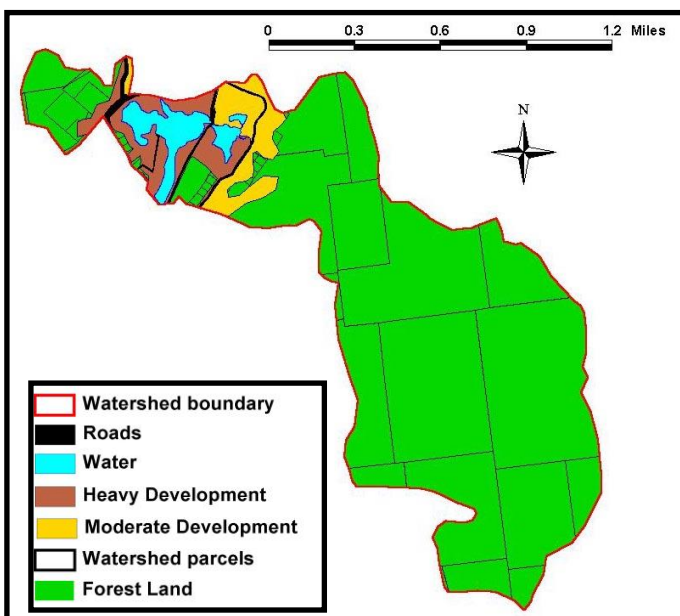 0 0.3 0.6 0.9 1.2 Miles
N
Watershed boundary
Roads
Water
Heavy Development
Moderate Development
Watershed parcels
Forest Land